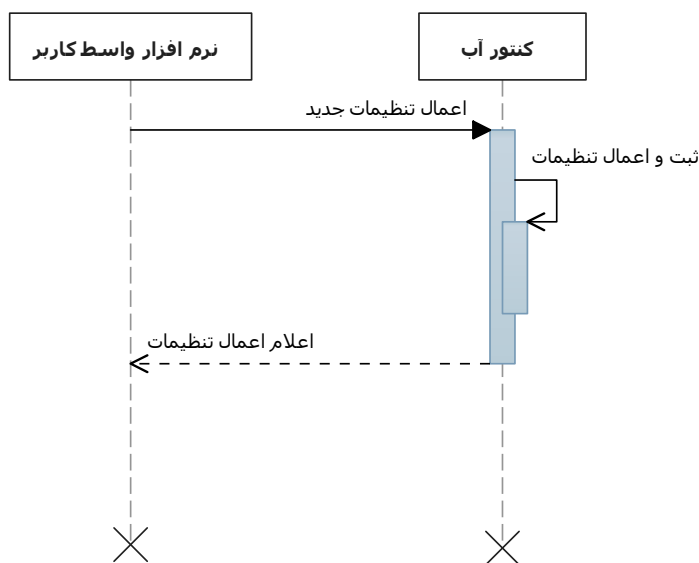 نرم افزار واسط کاربر
کنتور آب
اعمال تنظیمات جدید
ثبت و اعمال تنظیمات
اعلام اعمال تنظیمات